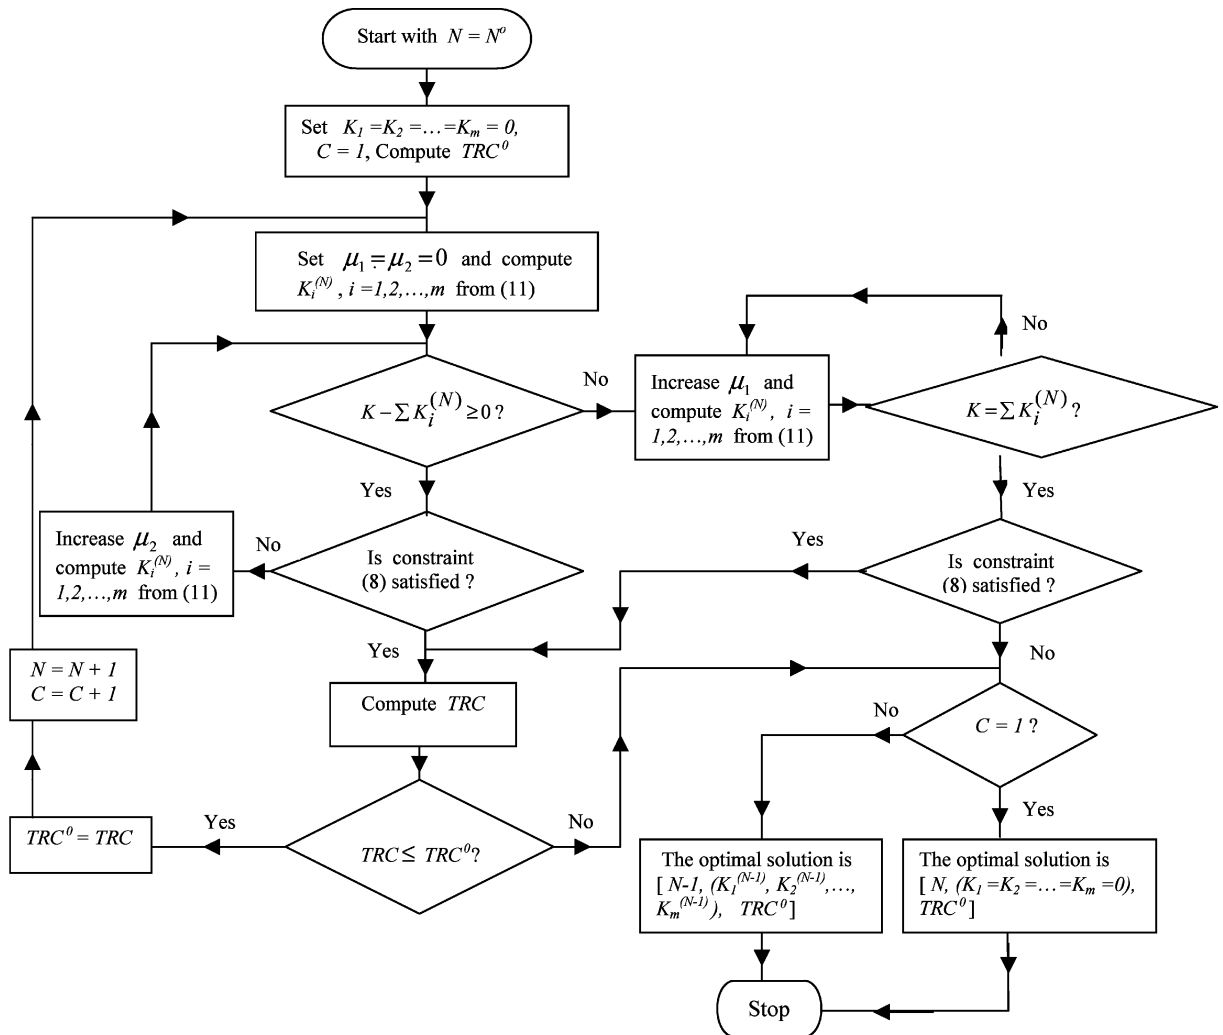 Start with N = Nᵒ
Set K₁ =K₂ =…=Kₘ = 0,
C = 1, Compute TRC⁰
Set μ₁ = μ₂ = 0 and compute
Kᵢ⁽ᴺ⁾ , i =1,2,…,m from (11)
No
K − ∑ Kᵢ⁽ᴺ⁾ ≥ 0 ?
No
Increase μ₁ and
compute Kᵢ⁽ᴺ⁾, i =
1,2,…,m from (11)
K = ∑ Kᵢ⁽ᴺ⁾ ?
Yes
Yes
Increase μ₂ and
compute Kᵢ⁽ᴺ⁾, i =
1,2,…,m from (11)
No
Is constraint
(8) satisfied ?
Yes
Is constraint
(8) satisfied ?
Yes
No
N = N + 1
C = C + 1
Compute TRC
No
C = 1 ?
Yes
TRC⁰ = TRC
Yes
TRC ≤ TRC⁰?
No
The optimal solution is
[ N-1, (K₁⁽ᴺ⁻¹⁾, K₂⁽ᴺ⁻¹⁾,…,
Kₘ⁽ᴺ⁻¹⁾), TRC⁰ ]
The optimal solution is
[ N, (K₁ =K₂ =…=Kₘ =0),
TRC⁰ ]
Stop